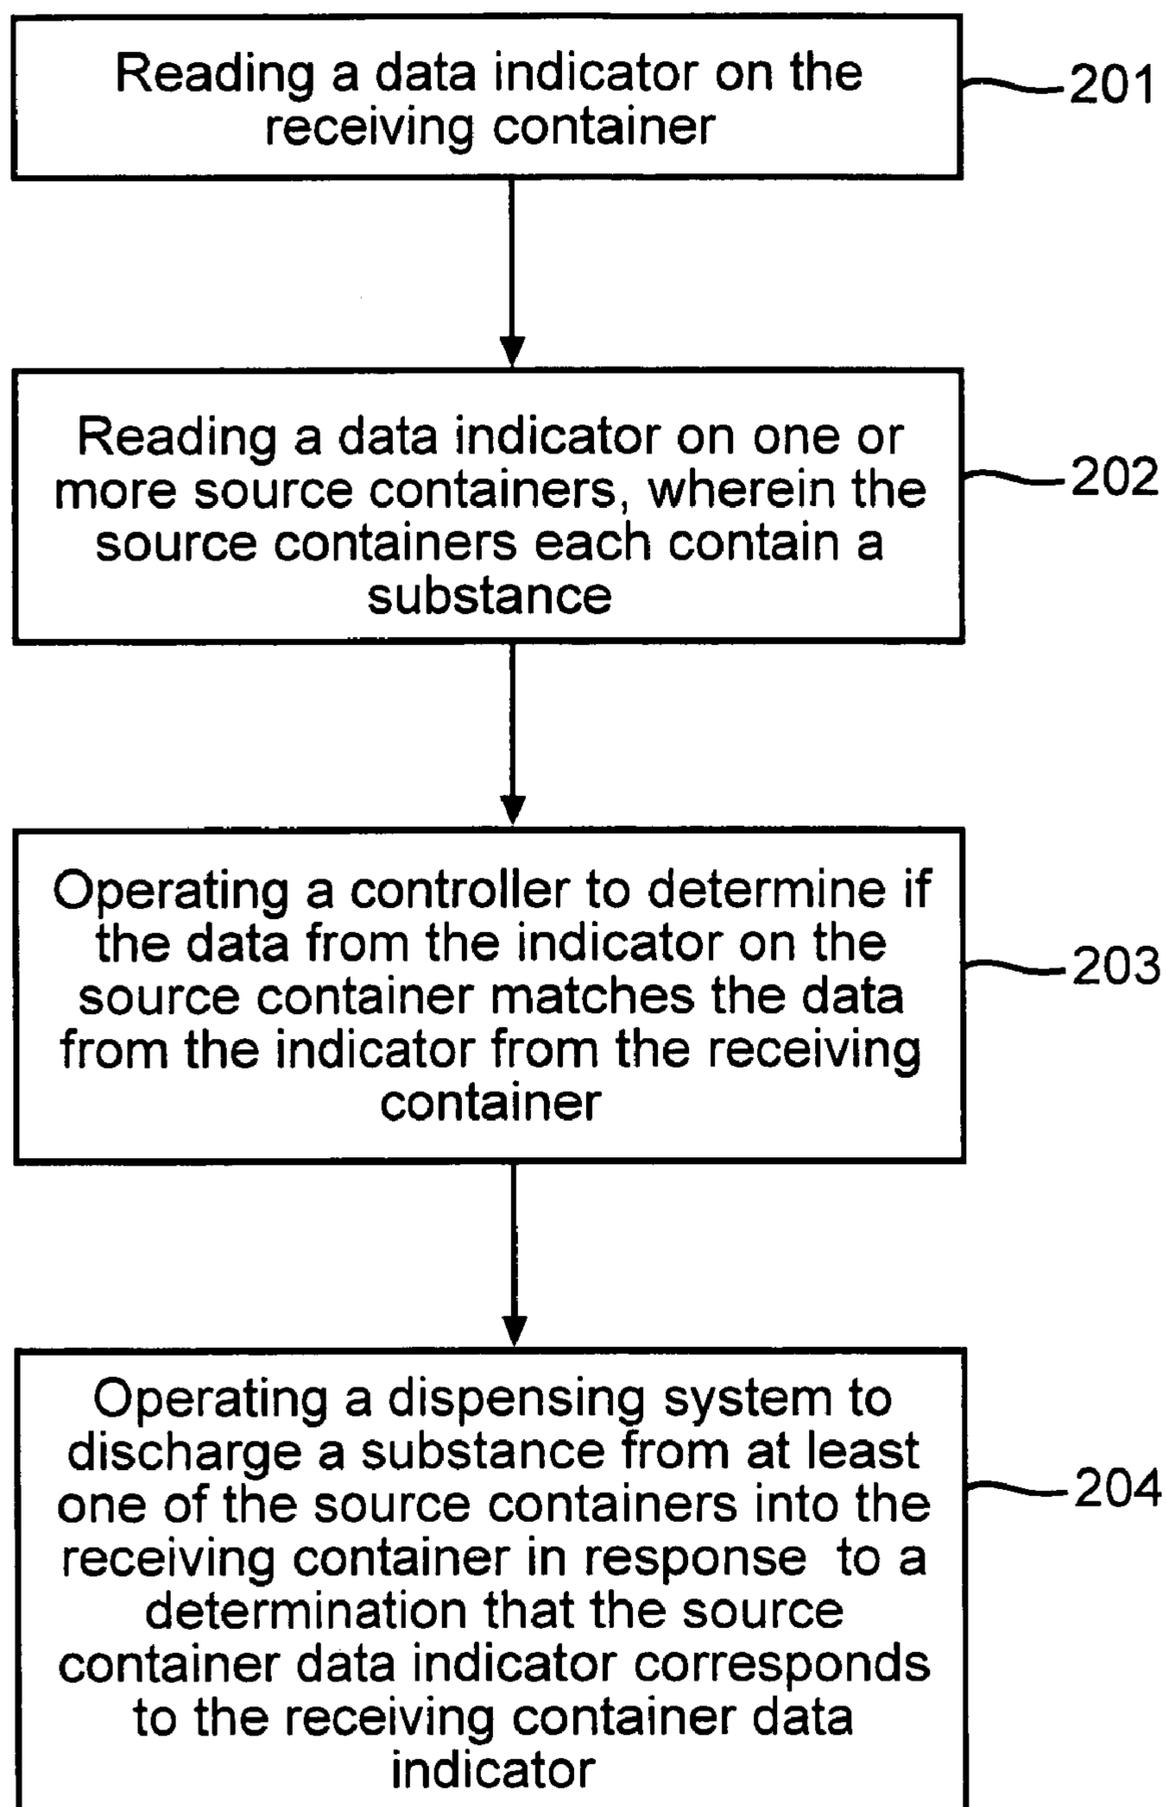 Reading a data indicator on the
receiving container
201
Reading a data indicator on one or
more source containers, wherein the
source containers each contain a
substance
202
Operating a controller to determine if
the data from the indicator on the
source container matches the data
from the indicator from the receiving
container
203
Operating a dispensing system to
discharge a substance from at least
one of the source containers into the
receiving container in response to a
determination that the source
container data indicator corresponds
to the receiving container data
indicator
204